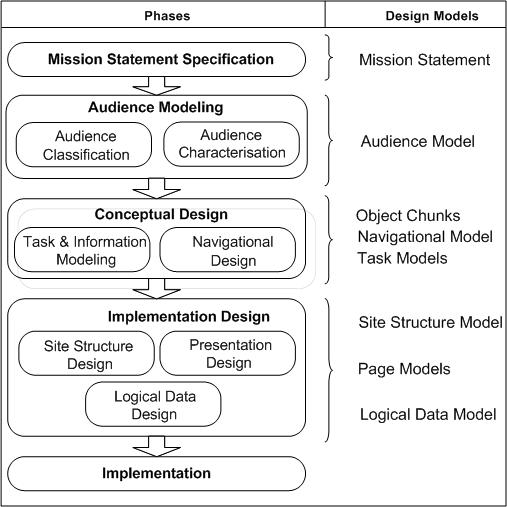 Phases
Design Models
Mission Statement Specification
Mission Statement
Audience Modeling
Audience
Classification
Audience
Characterisation
Audience Model
Conceptual Design
Task & Information
Modeling
Navigational
Design
Object Chunks
Navigational Model
Task Models
Implementation Design
Site Structure
Design
Presentation
Design
Logical Data
Design
Site Structure Model
Page Models
Logical Data Model
Implementation